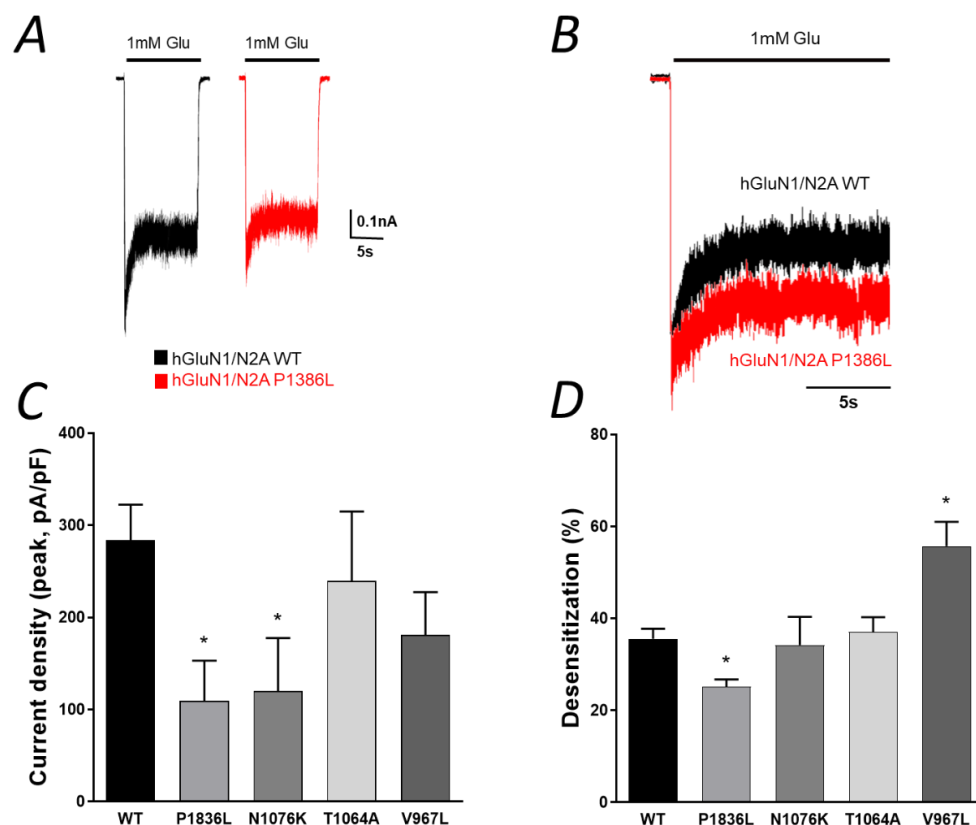 A
1mM Glu
1mM Glu
0.1nA
5s
hGluN1/N2A WT
hGluN1/N2A P1386L
B
1mM Glu
hGluN1/N2A WT
hGluN1/N2A P1386L
5s
C
Current density (peak, pA/pF)
400
300
200
100
0
*
*
WT P1836L N1076K T1064A V967L
D
Desensitization (%)
80
60
40
20
0
*
*
WT P1836L N1076K T1064A V967L